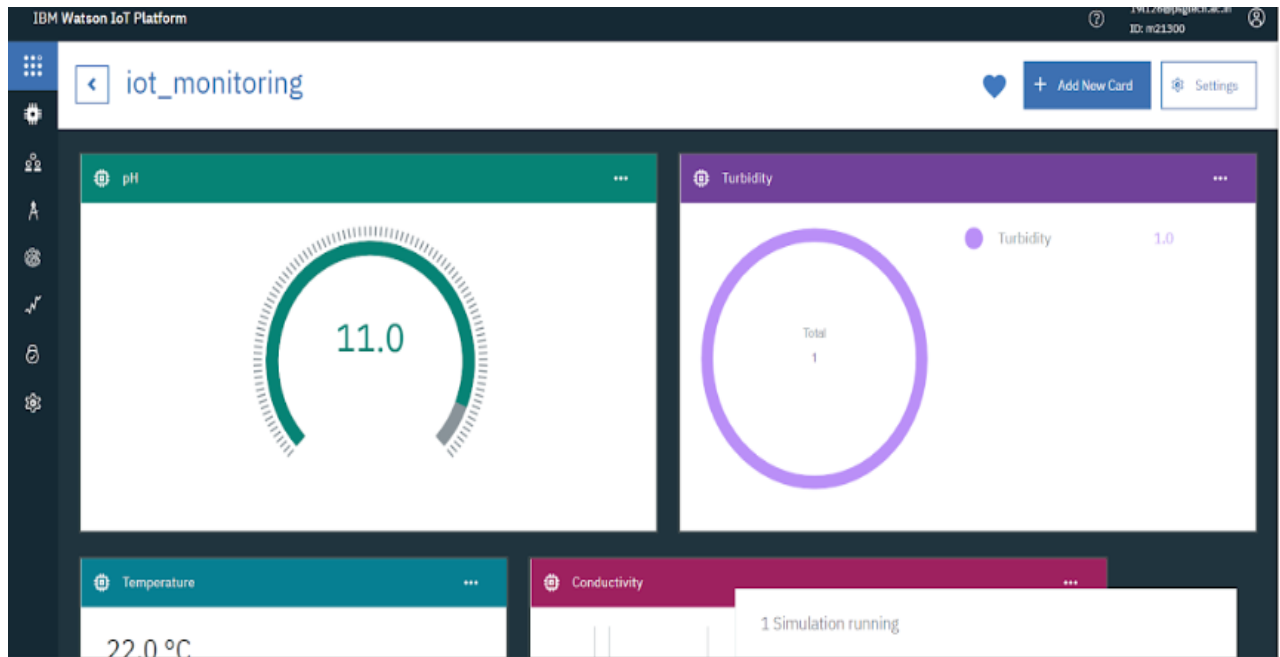 IBM Watson IoT Platform
ID: m21300
iot_monitoring
+ Add New Card
Settings
pH
Turbidity
11.0
Turbidity 1.0
Total
1
Temperature
Conductivity
22.0 °C
1 Simulation running